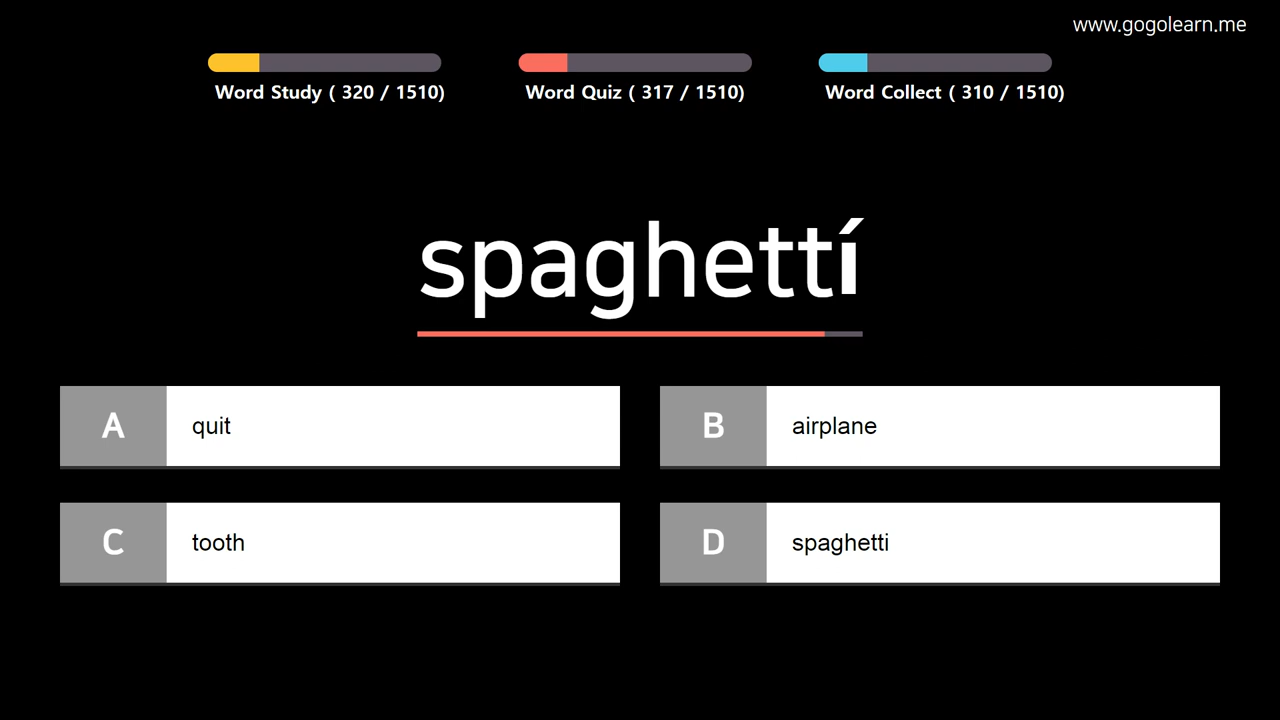 www.gogolearn.me
Word Study ( 320 / 1510)
Word Quiz ( 317 / 1510)
Word Collect ( 310 / 1510)
spaghettí
A quit
B airplane
C tooth
D spaghetti